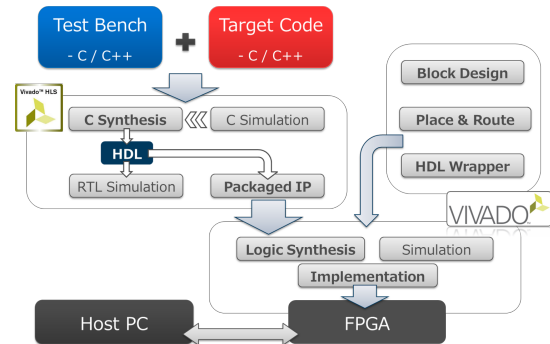 Test Bench
- C / C++
Target Code
- C / C++
Vivado™ HLS
C Synthesis
C Simulation
HDL
RTL Simulation
Packaged IP
Block Design
Place & Route
HDL Wrapper
VIVADO
Logic Synthesis
Simulation
Implementation
Host PC
FPGA